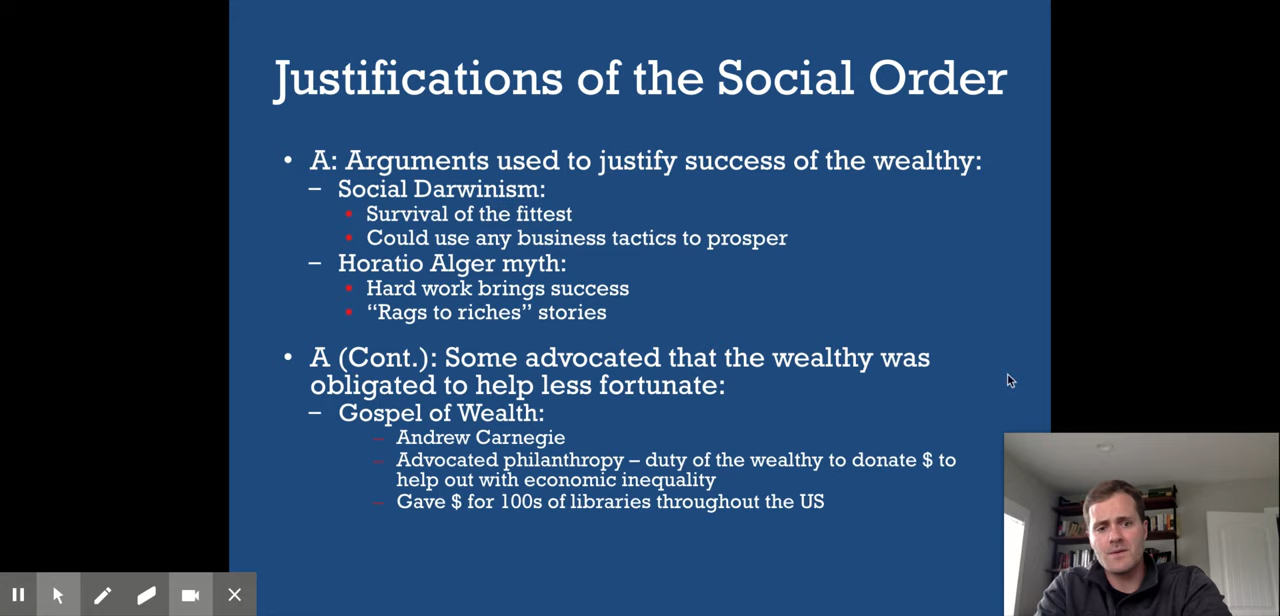 Justifications of the Social Order
• A: Arguments used to justify success of the wealthy:
– Social Darwinism:
• Survival of the fittest
• Could use any business tactics to prosper
– Horatio Alger myth:
• Hard work brings success
• “Rags to riches” stories
• A (Cont.): Some advocated that the wealthy was
obligated to help less fortunate:
– Gospel of Wealth:
– Andrew Carnegie
– Advocated philanthropy – duty of the wealthy to donate $ to
help out with economic inequality
– Gave $ for 100s of libraries throughout the US